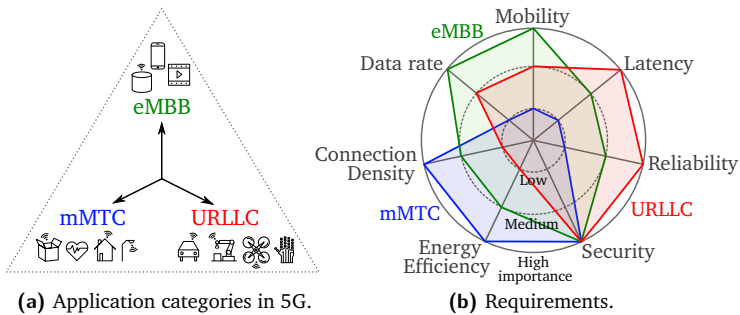 eMBB
mMTC
URLLC
(a) Application categories in 5G.
Mobility
eMBB
Data rate
Latency
Connection
Density
Reliability
Low
mMTC
URLLC
Medium
Energy
Efficiency
High
importance
Security
(b) Requirements.